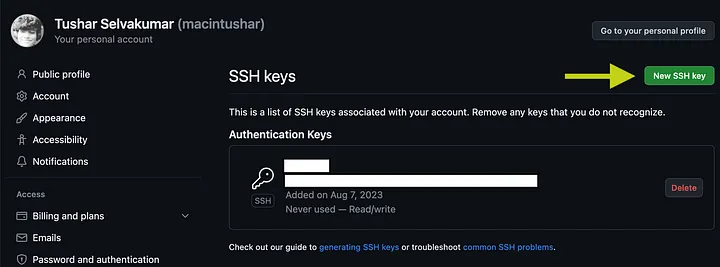 Tushar Selvakumar (macintushar)
Your personal account
Go to your personal profile
Public profile
Account
Appearance
Accessibility
Notifications
Access
Billing and plans
Emails
Password and authentication
SSH keys
New SSH key
This is a list of SSH keys associated with your account. Remove any keys that you do not recognize.
Authentication Keys
SSH
Added on Aug 7, 2023
Never used — Read/write
Delete
Check out our guide to generating SSH keys or troubleshoot common SSH problems.